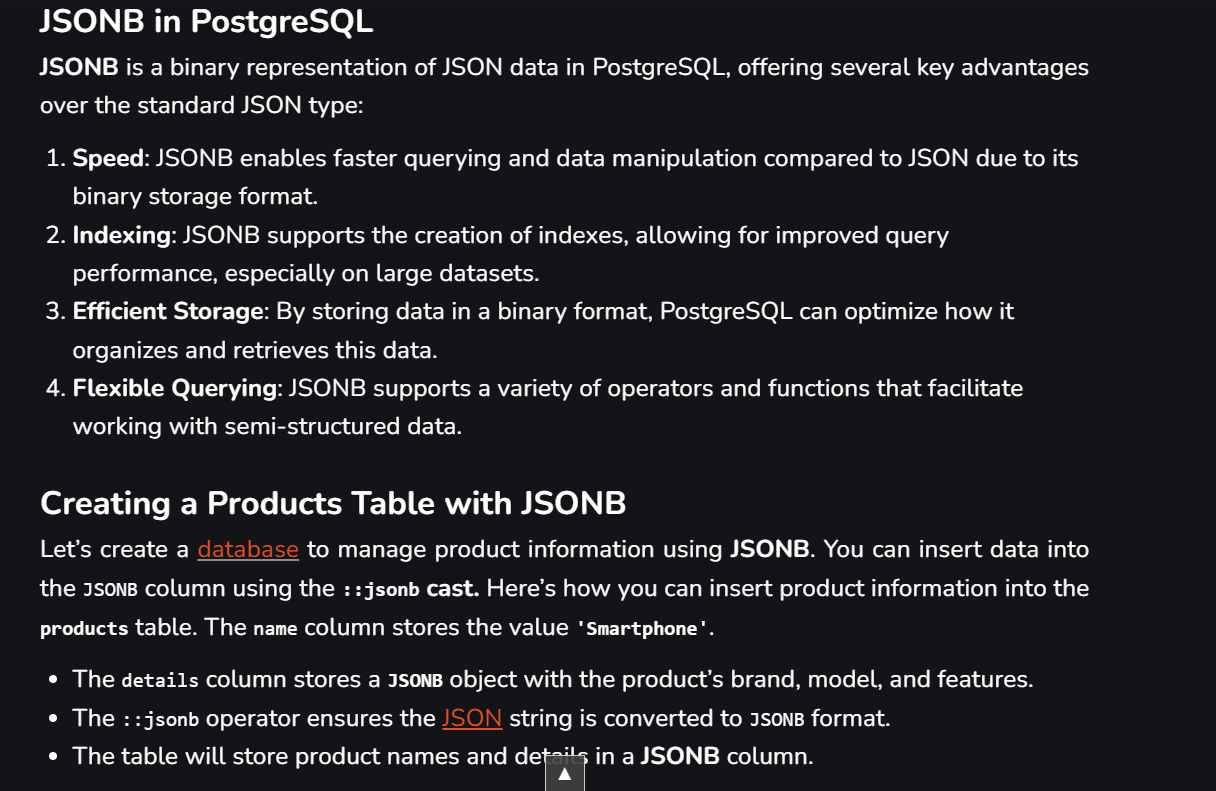 JSONB in PostgreSQL
JSONB is a binary representation of JSON data in PostgreSQL, offering several key advantages
over the standard JSON type:
1. Speed: JSONB enables faster querying and data manipulation compared to JSON due to its
binary storage format.
2. Indexing: JSONB supports the creation of indexes, allowing for improved query
performance, especially on large datasets.
3. Efficient Storage: By storing data in a binary format, PostgreSQL can optimize how it
organizes and retrieves this data.
4. Flexible Querying: JSONB supports a variety of operators and functions that facilitate
working with semi-structured data.
Creating a Products Table with JSONB
Let’s create a database to manage product information using JSONB. You can insert data into
the JSONB column using the ::jsonb cast. Here’s how you can insert product information into the
products table. The name column stores the value 'Smartphone'.
• The details column stores a JSONB object with the product’s brand, model, and features.
• The ::jsonb operator ensures the JSON string is converted to JSONB format.
• The table will store product names and details in a JSONB column.